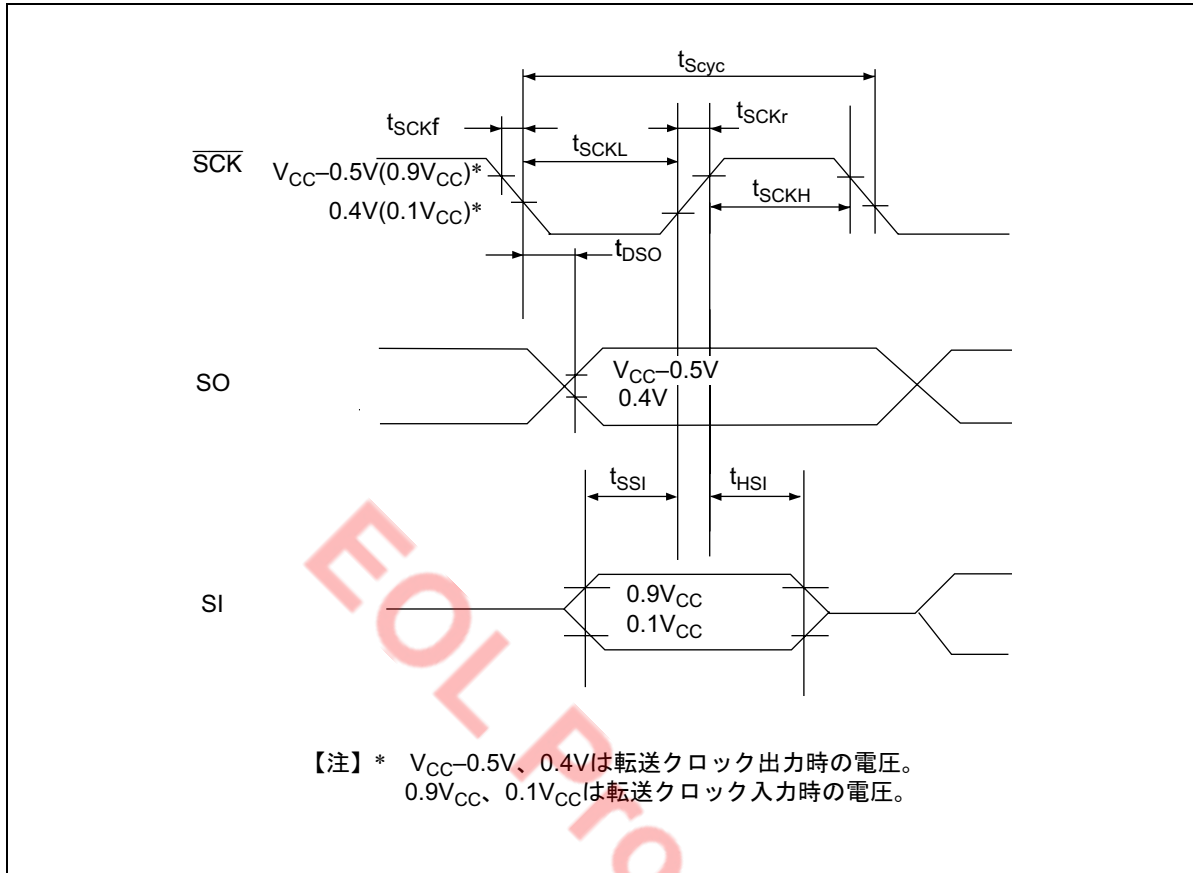 tScyc
tSCKf
tSCKr
tSCKL
SCK
VCC–0.5V(0.9VCC)*
tSCKH
0.4V(0.1VCC)*
tDSO
SO
VCC–0.5V
0.4V
tSSI
tHSI
SI
0.9VCC
0.1VCC
EOL Pro
【注】* VCC–0.5V、0.4Vは転送クロック出力時の電圧。
0.9VCC、0.1VCCは転送クロック入力時の電圧。